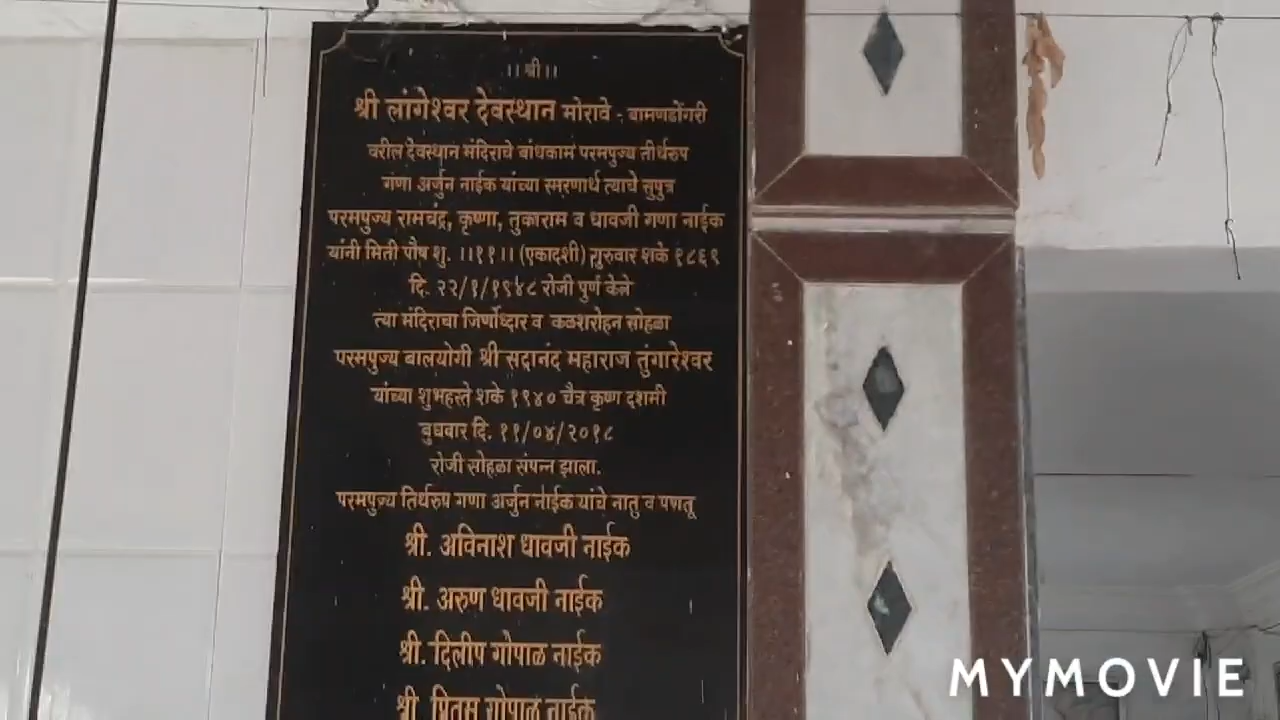 ।। श्री ।।
श्री लांगेश्वर देवस्थान मोरावे - बामणडोंगरी
वरील देवस्थान मंदिराचे बांधकाम परमपुज्य तीर्थरुप
गणा अर्जुन नाईक यांच्या स्मरणार्थ त्याचे सुपुत्र
परमपुज्य रामचंद्र, कृष्णा, तुकाराम व धावजी गणा नाईक
यांनी मिती पौष शु. ।।११।। (एकादशी) गुरुवार शके १८६९
दि. २२/१/१९४८ रोजी पुर्ण केले
त्या मंदिराचा जिर्णोध्दार व कळशरोहन सोहळा
परमपुज्य बालयोगी श्री सदानंद महाराज तुंगारेश्वर
यांच्या शुभहस्ते शके १९४० चैत्र कृष्ण दशमी
बुधवार दि. ११/०४/२०१८
रोजी सोहळा संपन्न झाला.
परमपुज्य तिर्थरुप गणा अर्जुन नाईक यांचे नातु व पणतू
श्री. अविनाश धावजी नाईक
श्री. अरुण धावजी नाईक
श्री. दिलीप गोपाळ नाईक
श्री. प्रितम गोपाळ नाईक
MYMOVIE